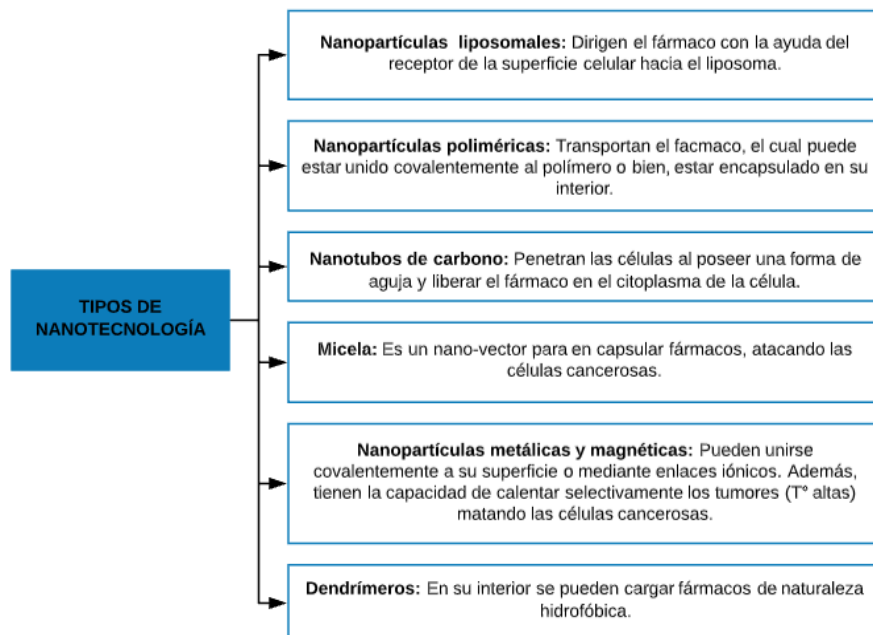 Nanopartículas liposomales: Dirigen el fármaco con la ayuda del
receptor de la superficie celular hacia el liposoma.
Nanopartículas poliméricas: Transportan el facmaco, el cual puede
estar unido covalentemente al polímero o bien, estar encapsulado en su
interior.
Nanotubos de carbono: Penetran las células al poseer una forma de
aguja y liberar el fármaco en el citoplasma de la célula.
TIPOS DE
NANOTECNOLOGÍA
Micela: Es un nano-vector para en capsular fármacos, atacando las
células cancerosas.
Nanopartículas metálicas y magnéticas: Pueden unirse
covalentemente a su superficie o mediante enlaces iónicos. Además,
tienen la capacidad de calentar selectivamente los tumores (T° altas)
matando las células cancerosas.
Dendrímeros: En su interior se pueden cargar fármacos de naturaleza
hidrofóbica.